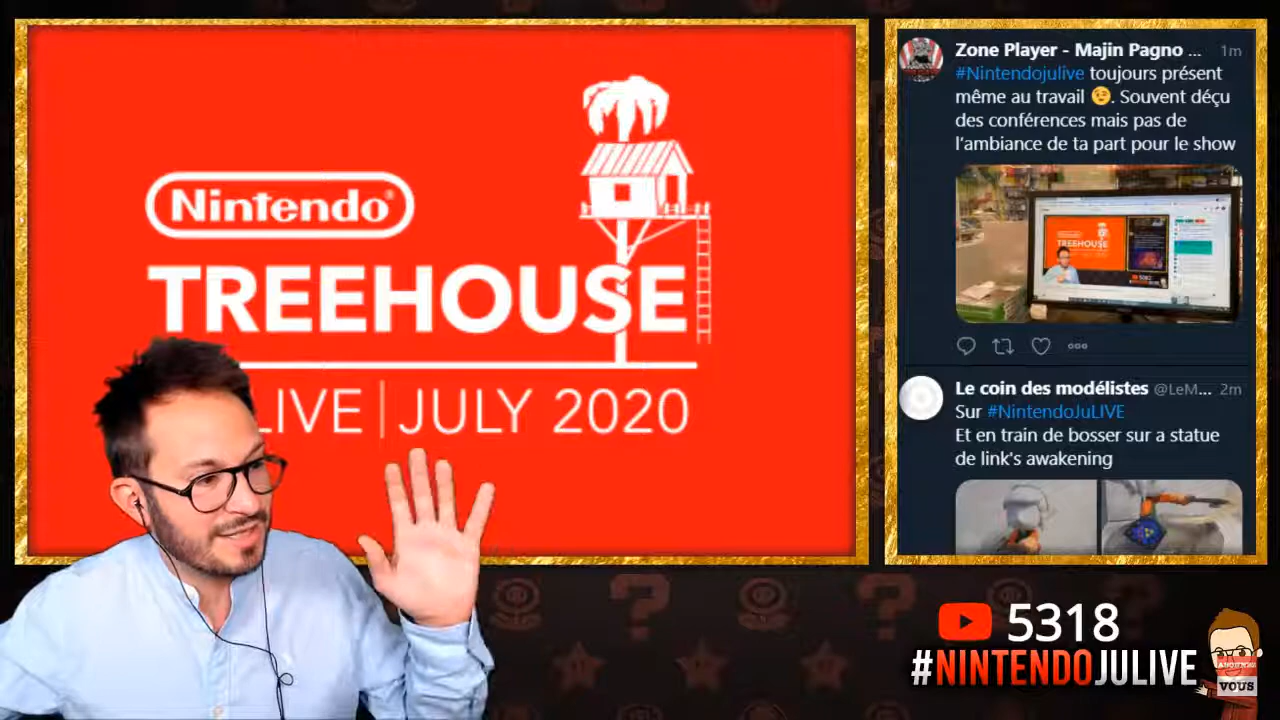 Nintendo
TREEHOUSE
LIVE | JULY 2020
Zone Player - Majin Pagno ... 1m
#Nintendojulive toujours présent
même au travail 😉. Souvent déçu
des conférences mais pas de
l'ambiance de ta part pour le show
Nintendo
TREEHOUSE
Le coin des modélistes @LeM... 2m
Sur #NintendoJuLIVE
Et en train de bosser sur a statue
de link's awakening
5318
#NINTENDOJULIVE
VOUS